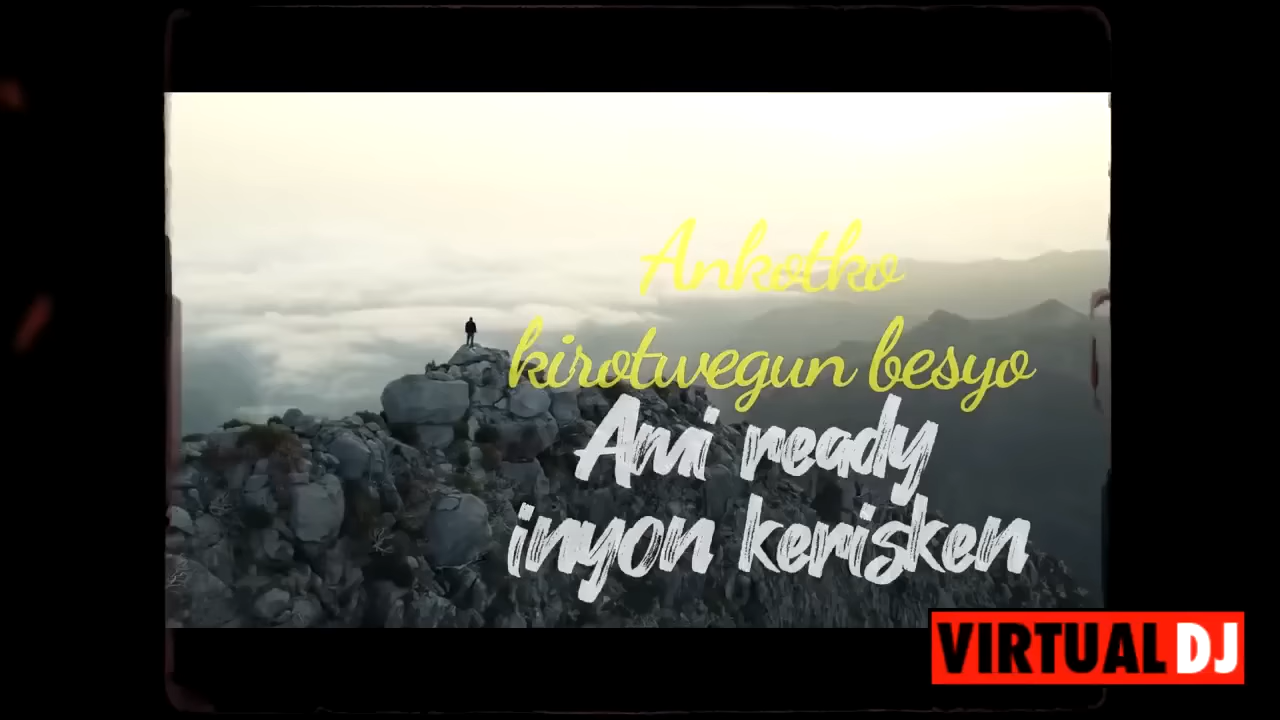 Ankotko
kirotwegun besyo
Ami ready
inyon kerisken
VIRTUAL DJ